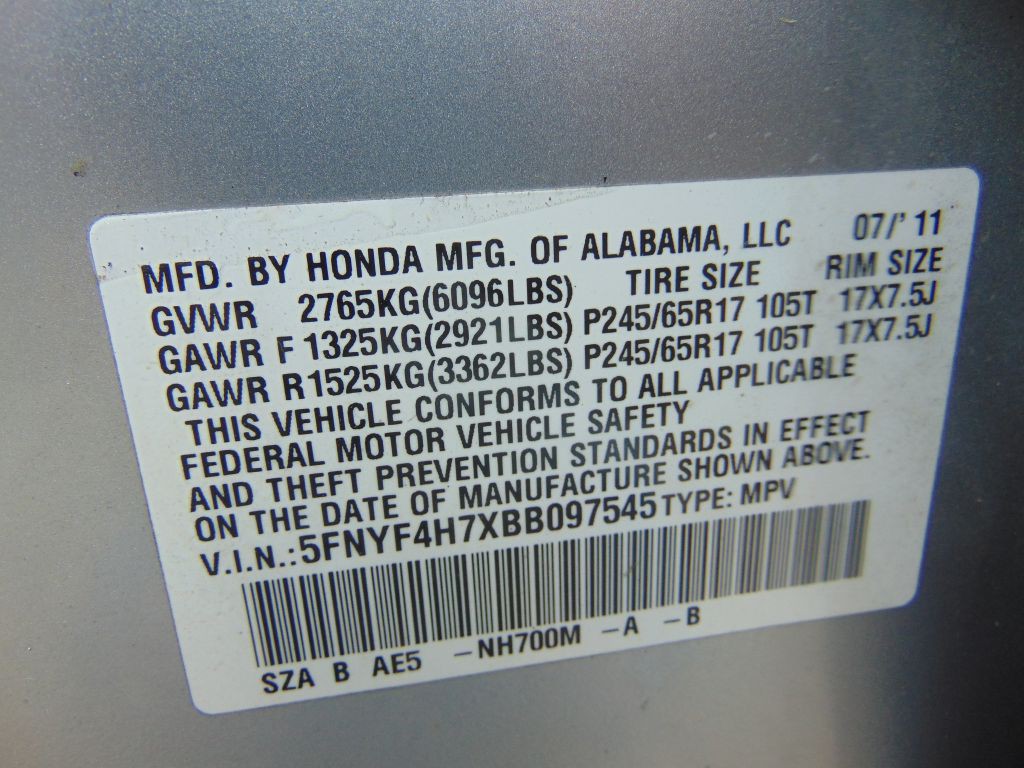 MFD. BY HONDA MFG. OF ALABAMA, LLC 07/' 11
GVWR 2765KG(6096LBS) TIRE SIZE RIM SIZE
GAWR F 1325KG(2921LBS) P245/65R17 105T 17X7.5J
GAWR R1525KG(3362LBS) P245/65R17 105T 17X7.5J
THIS VEHICLE CONFORMS TO ALL APPLICABLE
FEDERAL MOTOR VEHICLE SAFETY
AND THEFT PREVENTION STANDARDS IN EFFECT
ON THE DATE OF MANUFACTURE SHOWN ABOVE.
V.I.N.:5FNYF4H7XBB097545 TYPE: MPV
SZA B AE5 -NH700M -A -B